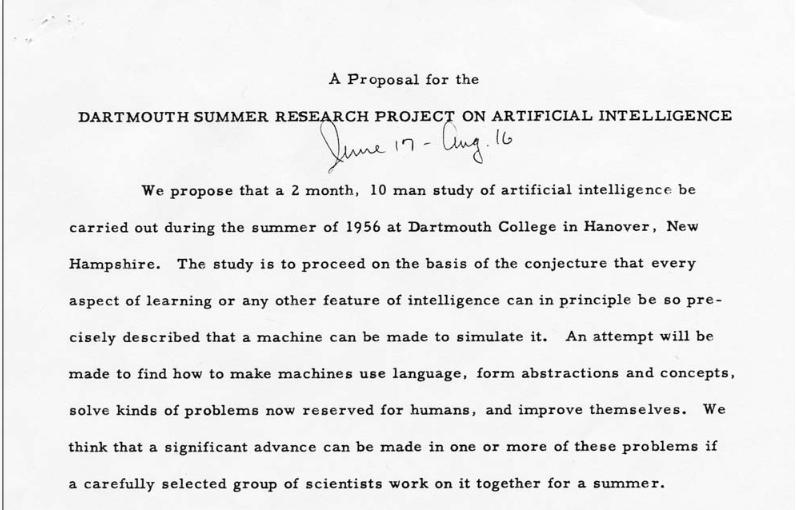 A Proposal for the
DARTMOUTH SUMMER RESEARCH PROJECT ON ARTIFICIAL INTELLIGENCE
June 17 - Aug. 16
We propose that a 2 month, 10 man study of artificial intelligence be
carried out during the summer of 1956 at Dartmouth College in Hanover, New
Hampshire. The study is to proceed on the basis of the conjecture that every
aspect of learning or any other feature of intelligence can in principle be so pre-
cisely described that a machine can be made to simulate it. An attempt will be
made to find how to make machines use language, form abstractions and concepts,
solve kinds of problems now reserved for humans, and improve themselves. We
think that a significant advance can be made in one or more of these problems if
a carefully selected group of scientists work on it together for a summer.